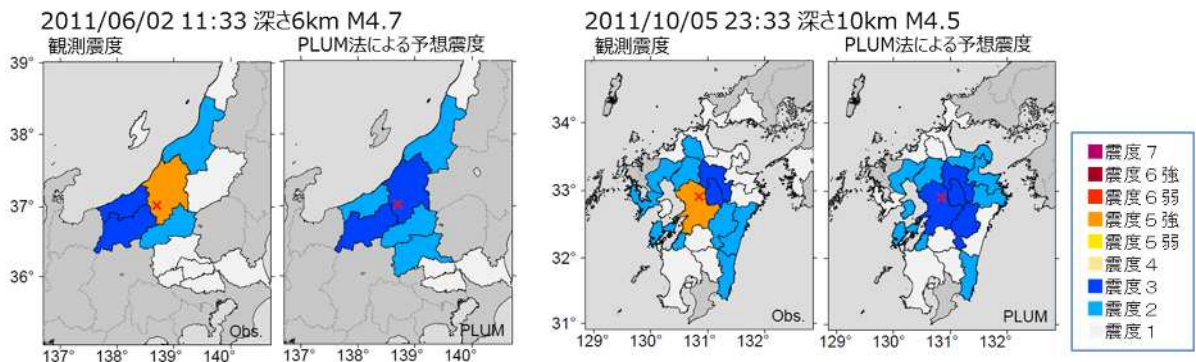 2011/06/02 11:33 深さ6km M4.7
観測震度
PLUM法による予想震度
39°
38°
37°
36°
Obs.
PLUM
137°
138°
139°
140°
137°
138°
139°
140°
2011/10/05 23:33 深さ10km M4.5
観測震度
PLUM法による予想震度
34°
33°
32°
31°
Obs.
PLUM
129°
130°
131°
132°
129°
130°
131°
132°
震度7
震度6強
震度6弱
震度5強
震度5弱
震度4
震度3
震度2
震度1